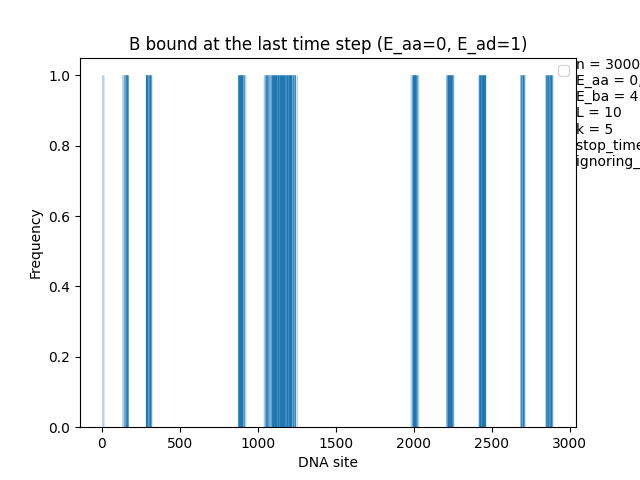 B bound at the last time step (E_aa=0, E_ad=1)
n = 3000
E_aa = 0,
E_ba = 4
L = 10
k = 5
stop_time
ignoring_
1.0
0.8
0.6
0.4
0.2
0.0
Frequency
0 500 1000 1500 2000 2500 3000
DNA site